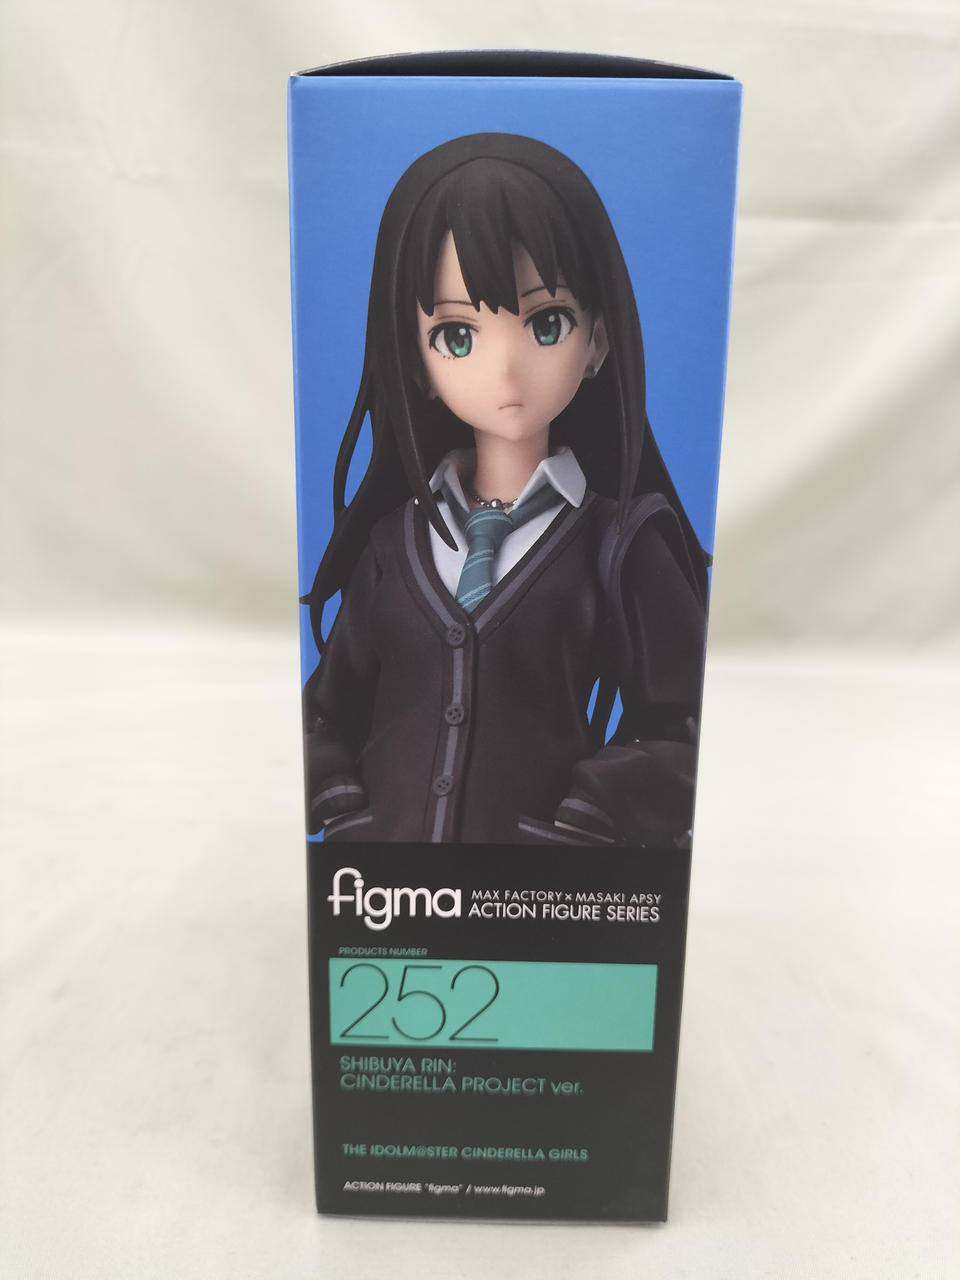 figma
MAX FACTORY × MASAKI APSY
ACTION FIGURE SERIES
PRODUCTS NUMBER
252
SHIBUYA RIN:
CINDERELLA PROJECT ver.
THE IDOLM@STER CINDERELLA GIRLS
ACTION FIGURE "figma" / www.figma.jp